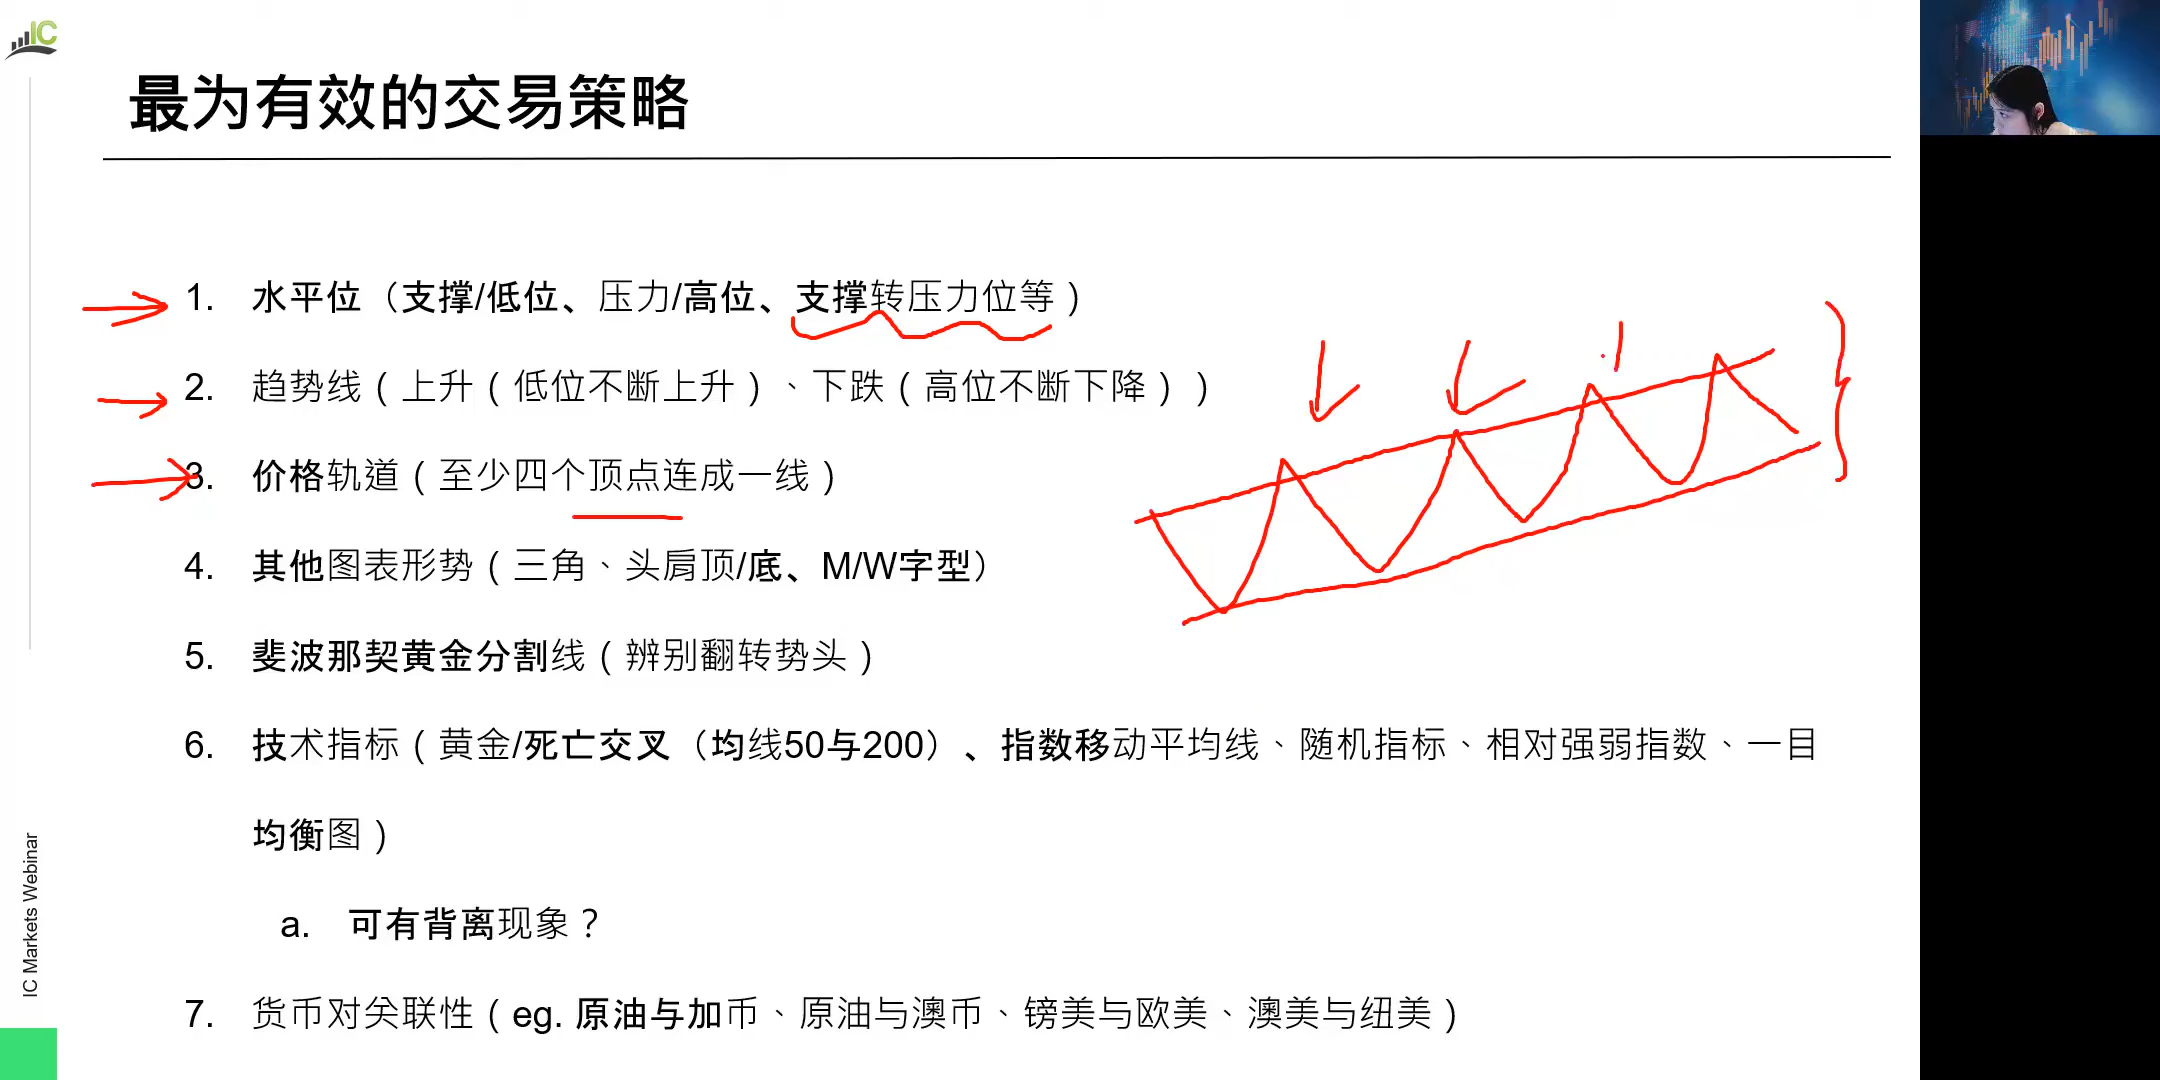 IC
最为有效的交易策略
1. 水平位（支撑/低位、压力/高位、支撑转压力位等）
2. 趋势线（上升（低位不断上升）、下跌（高位不断下降））
3. 价格轨道（至少四个顶点连成一线）
4. 其他图表形势（三角、头肩顶/底、M/W字型）
5. 斐波那契黄金分割线（辨别翻转势头）
6. 技术指标（黄金/死亡交叉（均线50与200）、指数移动平均线、随机指标、相对强弱指数、一目
均衡图）
a. 可有背离现象？
7. 货币对关联性（eg. 原油与加币、原油与澳币、镑美与欧美、澳美与纽美）
IC Markets Webinar